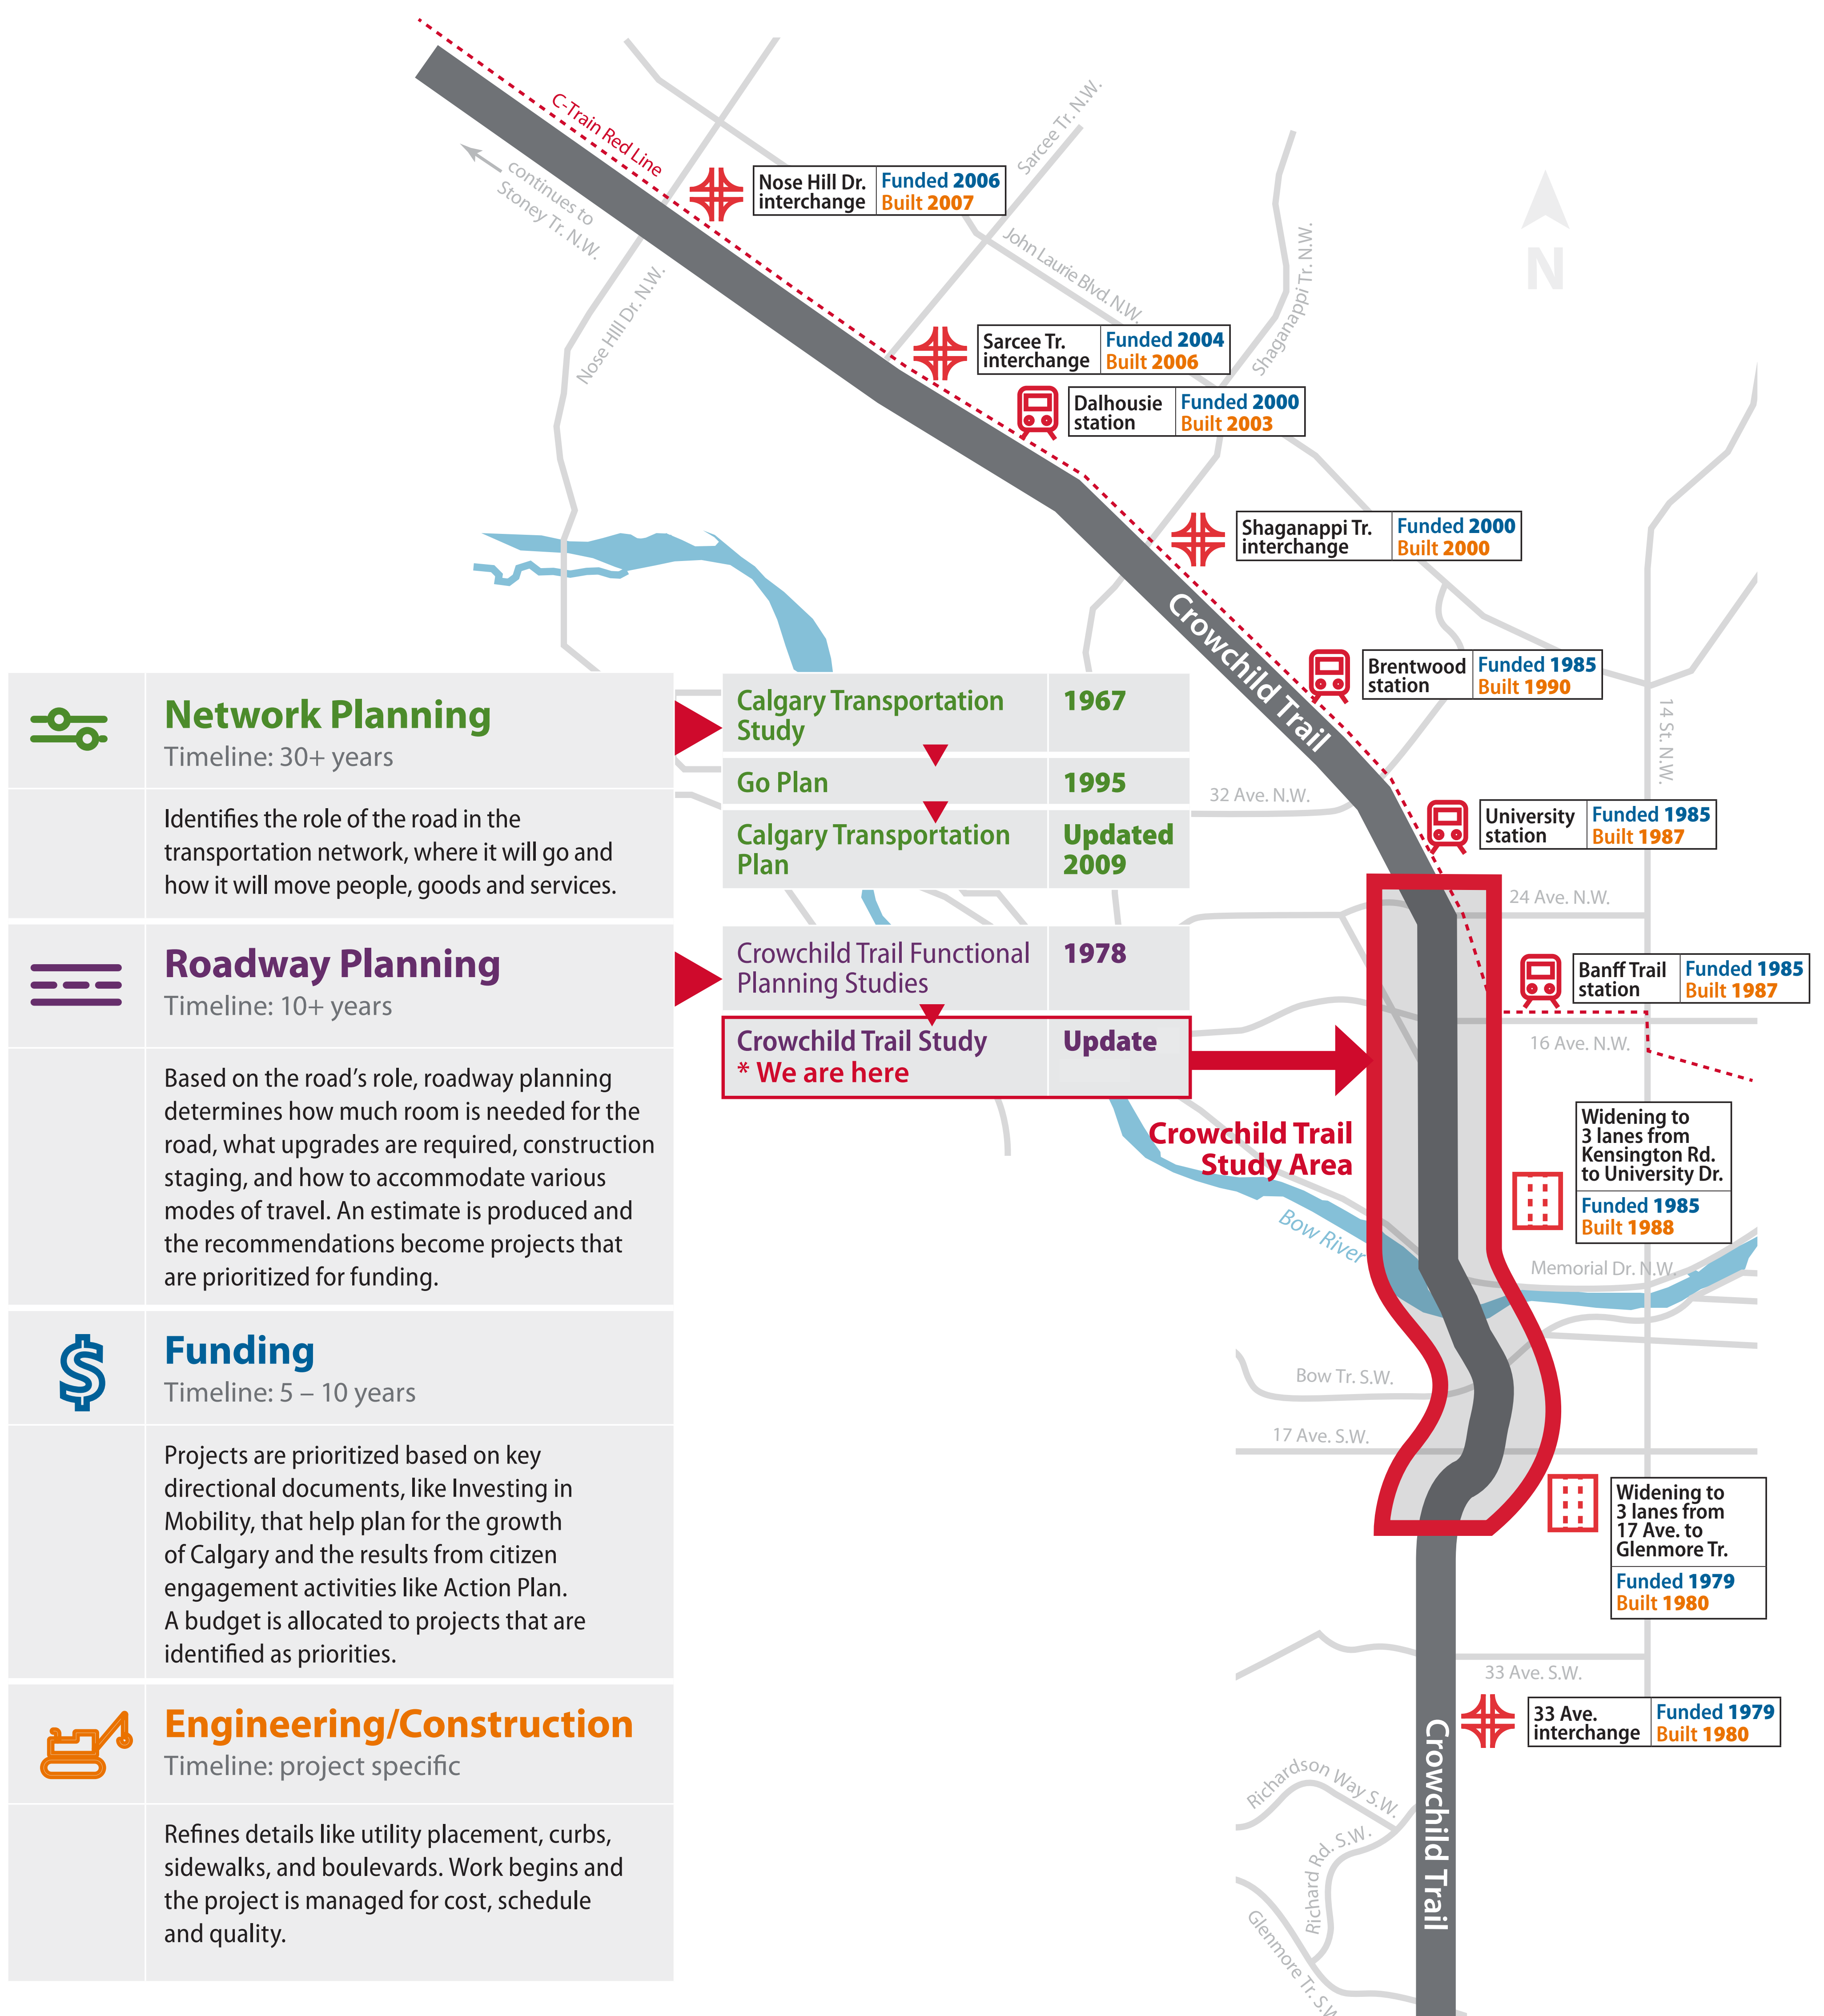 C-Train Red Line
continues to
Stoney Tr. N.W.
Nose Hill Dr.
interchange
Funded 2006
Built 2007
Sarcee Tr. N.W.
John Laurie Blvd. N.W.
Shaganappi Tr. N.W.
N
Nose Hill Dr. N.W.
Sarcee Tr.
interchange
Funded 2004
Built 2006
Dalhousie
station
Funded 2000
Built 2003
Shaganappi Tr.
interchange
Funded 2000
Built 2000
Crowchild Trail
Brentwood
station
Funded 1985
Built 1990
14 St. N.W.
32 Ave. N.W.
University
station
Funded 1985
Built 1987
24 Ave. N.W.
Banff Trail
station
Funded 1985
Built 1987
16 Ave. N.W.
Network Planning
Timeline: 30+ years
Identifies the role of the road in the
transportation network, where it will go and
how it will move people, goods and services.
Calgary Transportation
Study
1967
Go Plan
1995
Calgary Transportation
Plan
Updated
2009
Roadway Planning
Timeline: 10+ years
Based on the road's role, roadway planning
determines how much room is needed for the
road, what upgrades are required, construction
staging, and how to accommodate various
modes of travel. An estimate is produced and
the recommendations become projects that
are prioritized for funding.
Crowchild Trail Functional
Planning Studies
1978
Crowchild Trail Study
* We are here
Update
Crowchild Trail
Study Area
Bow River
Widening to
3 lanes from
Kensington Rd.
to University Dr.
Funded 1985
Built 1988
Memorial Dr. N.W.
Bow Tr. S.W.
17 Ave. S.W.
Funding
Timeline: 5 – 10 years
Projects are prioritized based on key
directional documents, like Investing in
Mobility, that help plan for the growth
of Calgary and the results from citizen
engagement activities like Action Plan.
A budget is allocated to projects that are
identified as priorities.
Widening to
3 lanes from
17 Ave. to
Glenmore Tr.
Funded 1979
Built 1980
33 Ave. S.W.
33 Ave.
interchange
Funded 1979
Built 1980
Crowchild Trail
Richardson Way S.W.
Richard Rd. S.W.
Glenmore Tr. S.W.
Engineering/Construction
Timeline: project specific
Refines details like utility placement, curbs,
sidewalks, and boulevards. Work begins and
the project is managed for cost, schedule
and quality.